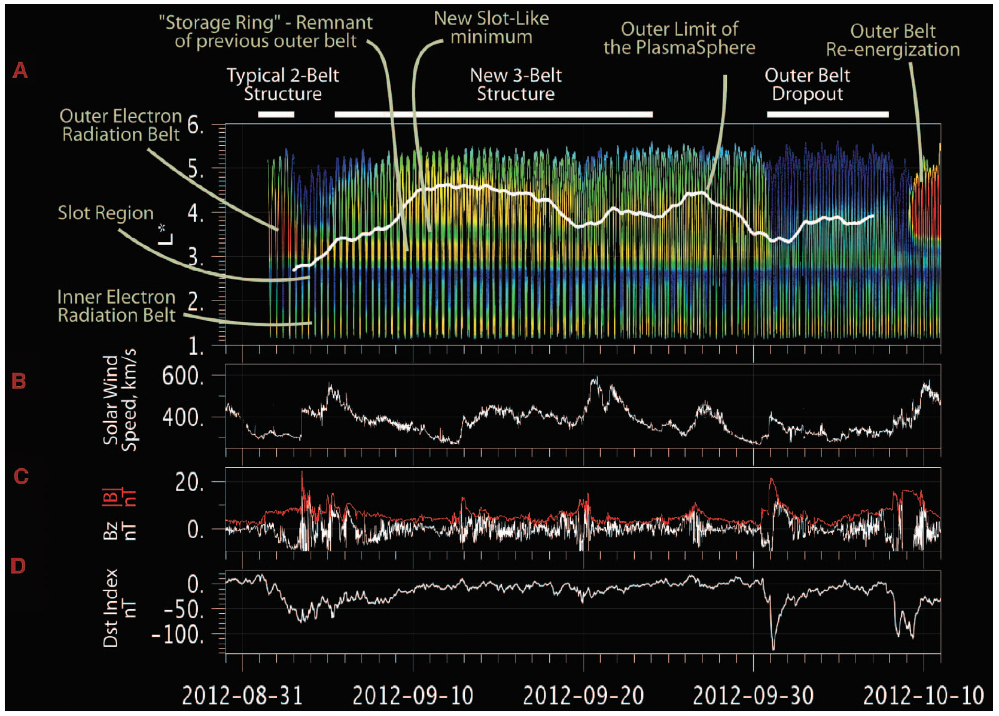 "Storage Ring" - Remnant
of previous outer belt
New Slot-Like
minimum
Outer Limit of
the PlasmaSphere
Outer Belt
Re-energization
A
Typical 2-Belt
Structure
New 3-Belt
Structure
Outer Belt
Dropout
Outer Electron
Radiation Belt
Slot Region
Inner Electron
Radiation Belt
L*
6.
5.
4.
3.
2.
1.
B
Solar Wind
Speed, km/s
600.
400.
C
|B|
nT
Bz
nT
20.
0.
D
Dst Index
nT
0.
-50.
-100.
2012-08-31
2012-09-10
2012-09-20
2012-09-30
2012-10-10